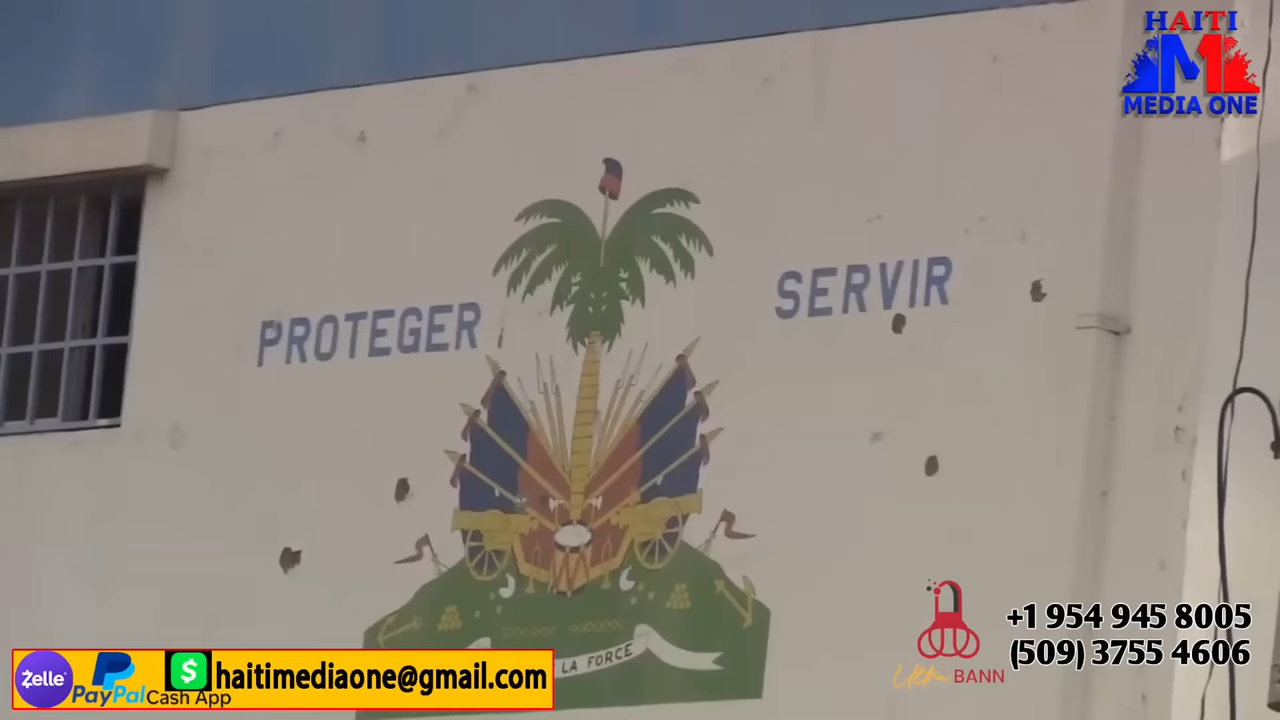 HAITI
M
MEDIA ONE
PROTEGER
SERVIR
LA FORCE
+1 954 945 8005
(509) 3755 4606
Ultra BANN
Zelle
PayPal
$
Cash App
haitimediaone@gmail.com